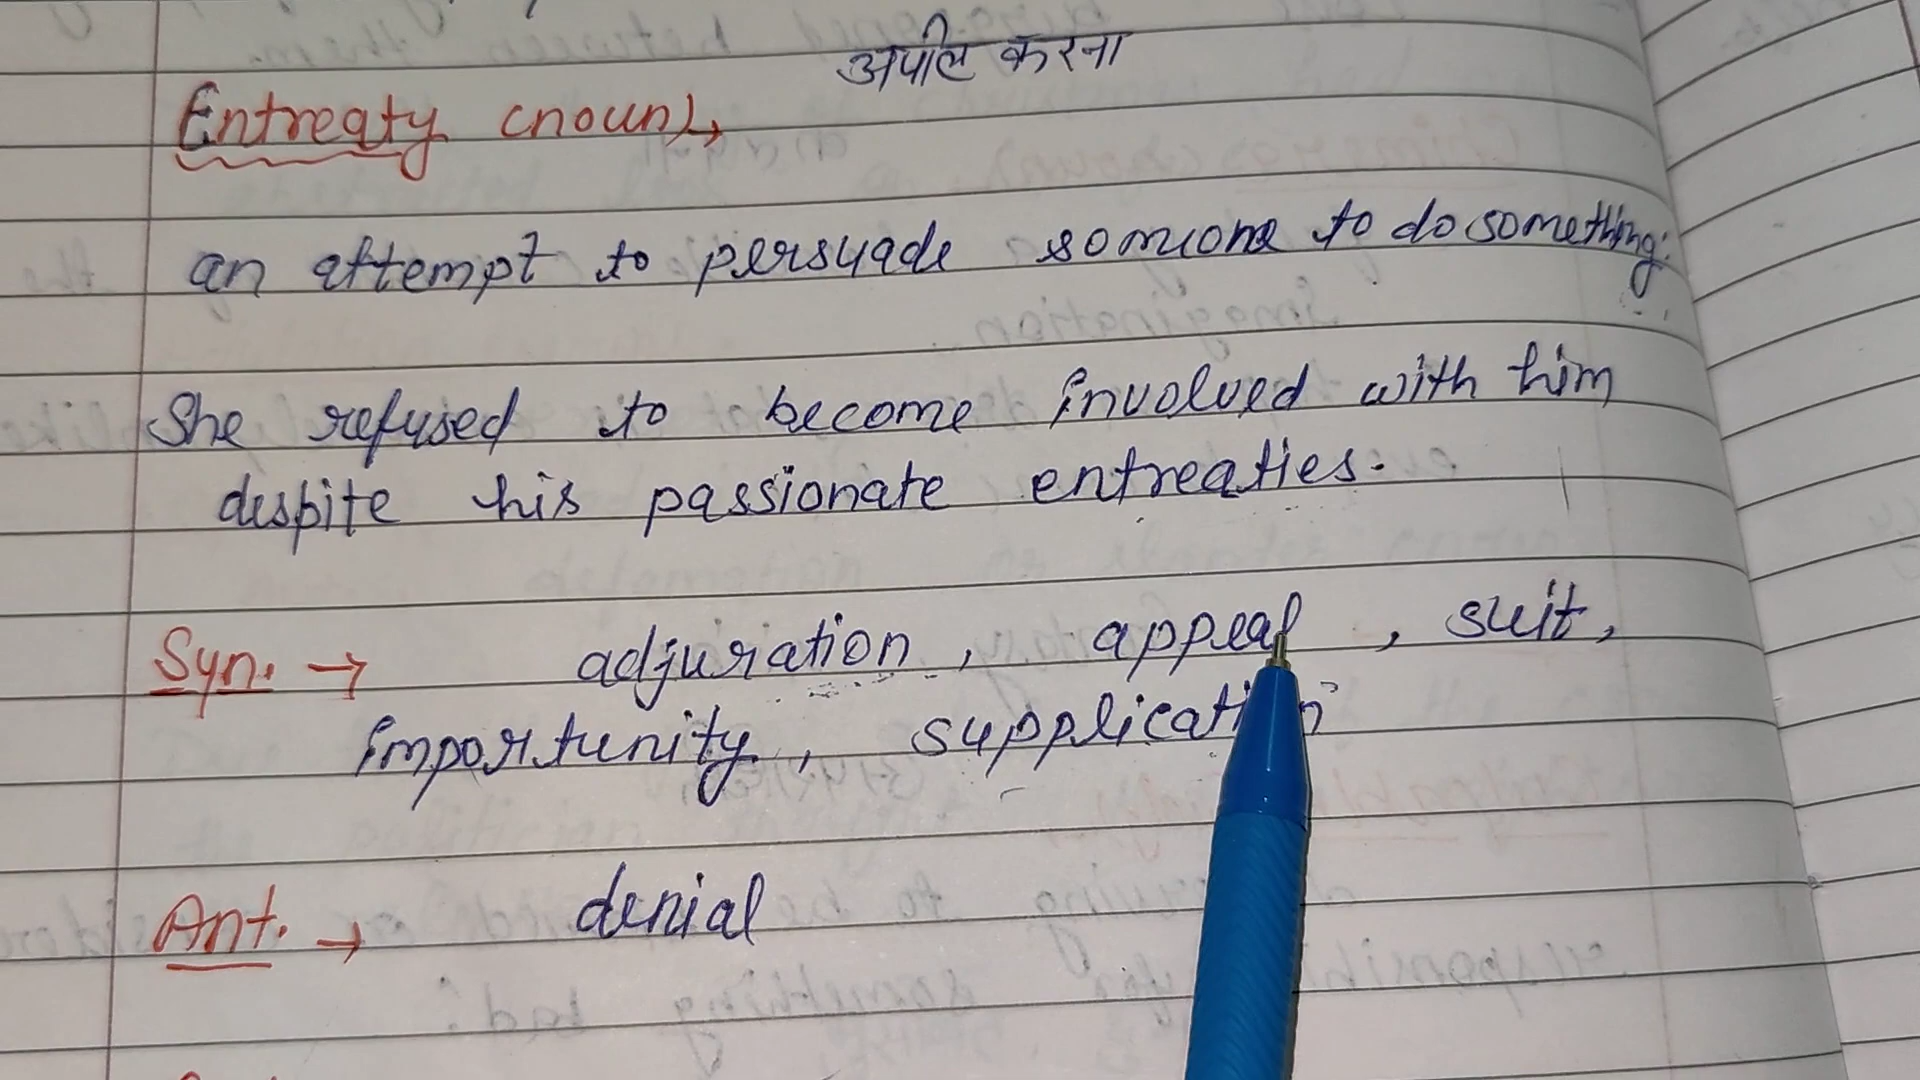 अपील करना
Entreaty (noun)→
an attempt to persuade someone to do something.
She refused to become involved with him
despite his passionate entreaties.
Syn. → adjuration, appeal, suit,
importunity, supplication
Ant. → denial